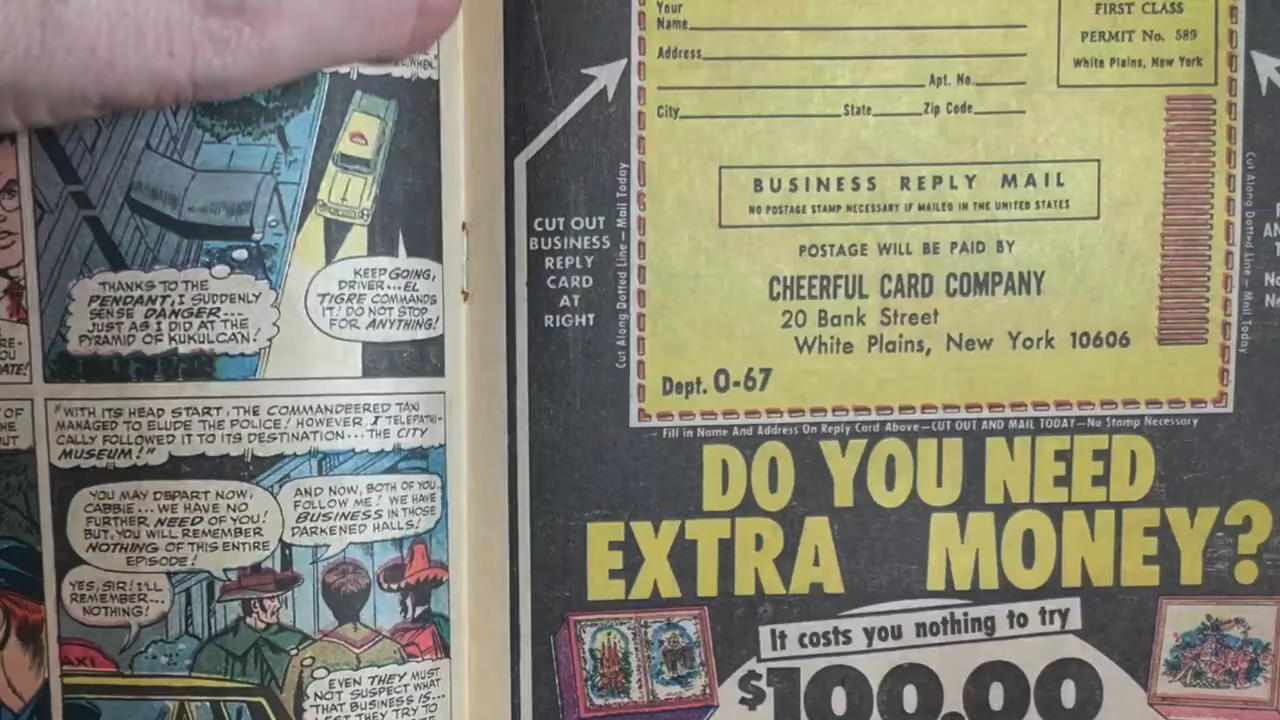 THANKS TO THE
PENDANT, I SUDDENLY
SENSE DANGER...
JUST AS I DID AT THE
PYRAMID OF KUKULCAN!
KEEP GOING,
DRIVER...EL
TIGRE COMMANDS
IT! DO NOT STOP
FOR ANYTHING!
"WITH ITS HEAD START, THE COMMANDEERED TAXI
MANAGED TO ELUDE THE POLICE! HOWEVER, I TELEPATHI-
CALLY FOLLOWED IT TO ITS DESTINATION...THE CITY
MUSEUM!"
YOU MAY DEPART NOW,
CABBIE...WE HAVE NO
FURTHER NEED OF YOU!
BUT, YOU WILL REMEMBER
NOTHING OF THIS ENTIRE
EPISODE!
AND NOW, BOTH OF YOU
FOLLOW ME! WE HAVE
BUSINESS IN THOSE
DARKENED HALLS!
YES, SIR! I'LL
REMEMBER...
NOTHING!
EVEN THEY MUST
NOT SUSPECT WHAT
THAT BUSINESS IS...
LEST THEY TRY TO
CUT OUT
BUSINESS
REPLY
CARD
AT
RIGHT
Cut Along Dotted Line—Mail Today
Your
Name
Address
Apt. No.
City State Zip Code
FIRST CLASS
PERMIT No. 589
White Plains, New York
BUSINESS REPLY MAIL
NO POSTAGE STAMP NECESSARY IF MAILED IN THE UNITED STATES
POSTAGE WILL BE PAID BY
CHEERFUL CARD COMPANY
20 Bank Street
White Plains, New York 10606
Dept. O-67
Cut Along Dotted Line—Mail Today
Fill in Name And Address On Reply Card Above—CUT OUT AND MAIL TODAY—No Stamp Necessary
DO YOU NEED
EXTRA MONEY?
It costs you nothing to try
$100.00